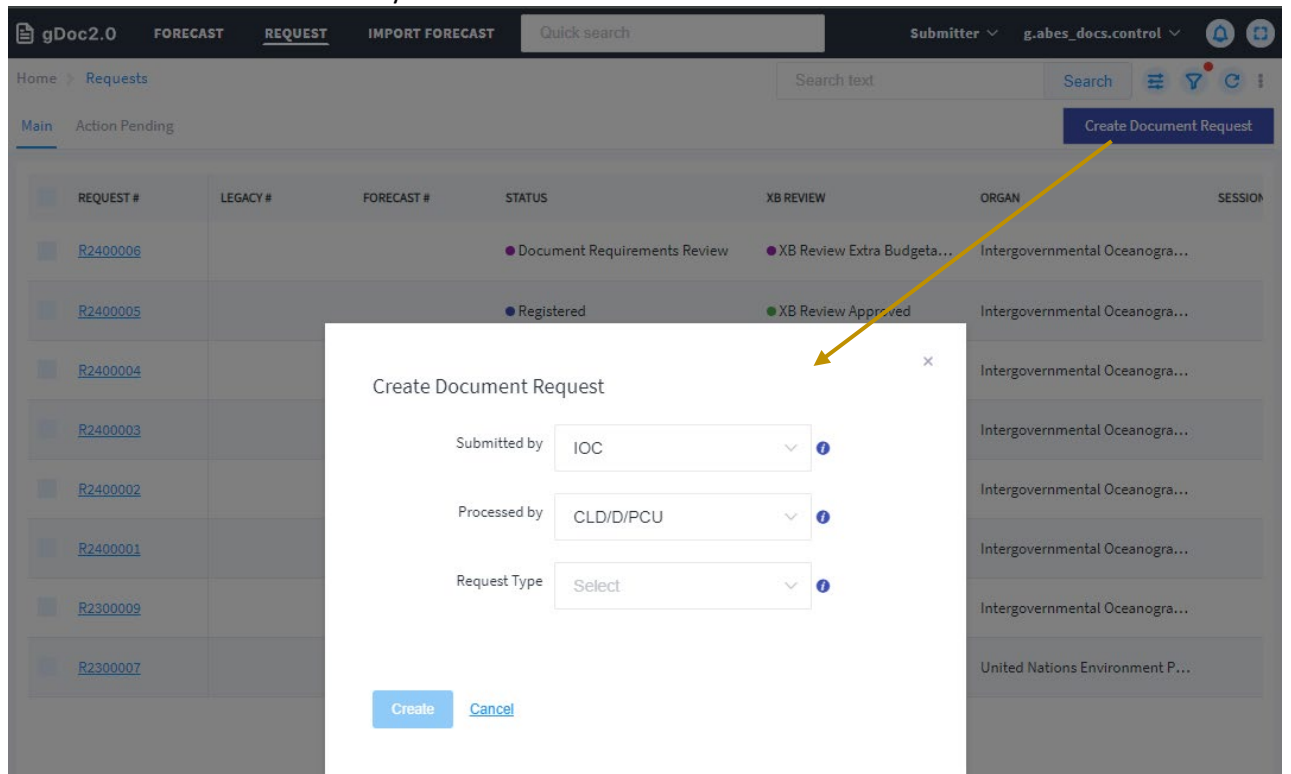 gDoc2.0 FORECAST REQUEST IMPORT FORECAST Quick search Submitter g.abes_docs.control
Home > Requests Search text Search
Main Action Pending Create Document Request
REQUEST # LEGACY # FORECAST # STATUS XB REVIEW ORGAN SESSION
R2400006 Document Requirements Review XB Review Extra Budgeta... Intergovernmental Oceanogra...
R2400005 Registered XB Review Approved Intergovernmental Oceanogra...
R2400004 Intergovernmental Oceanogra...
R2400003 Intergovernmental Oceanogra...
R2400002 Intergovernmental Oceanogra...
R2400001 Intergovernmental Oceanogra...
R2300009 Intergovernmental Oceanogra...
R2300007 United Nations Environment P...
×
Create Document Request
Submitted by IOC
Processed by CLD/D/PCU
Request Type Select
Create Cancel